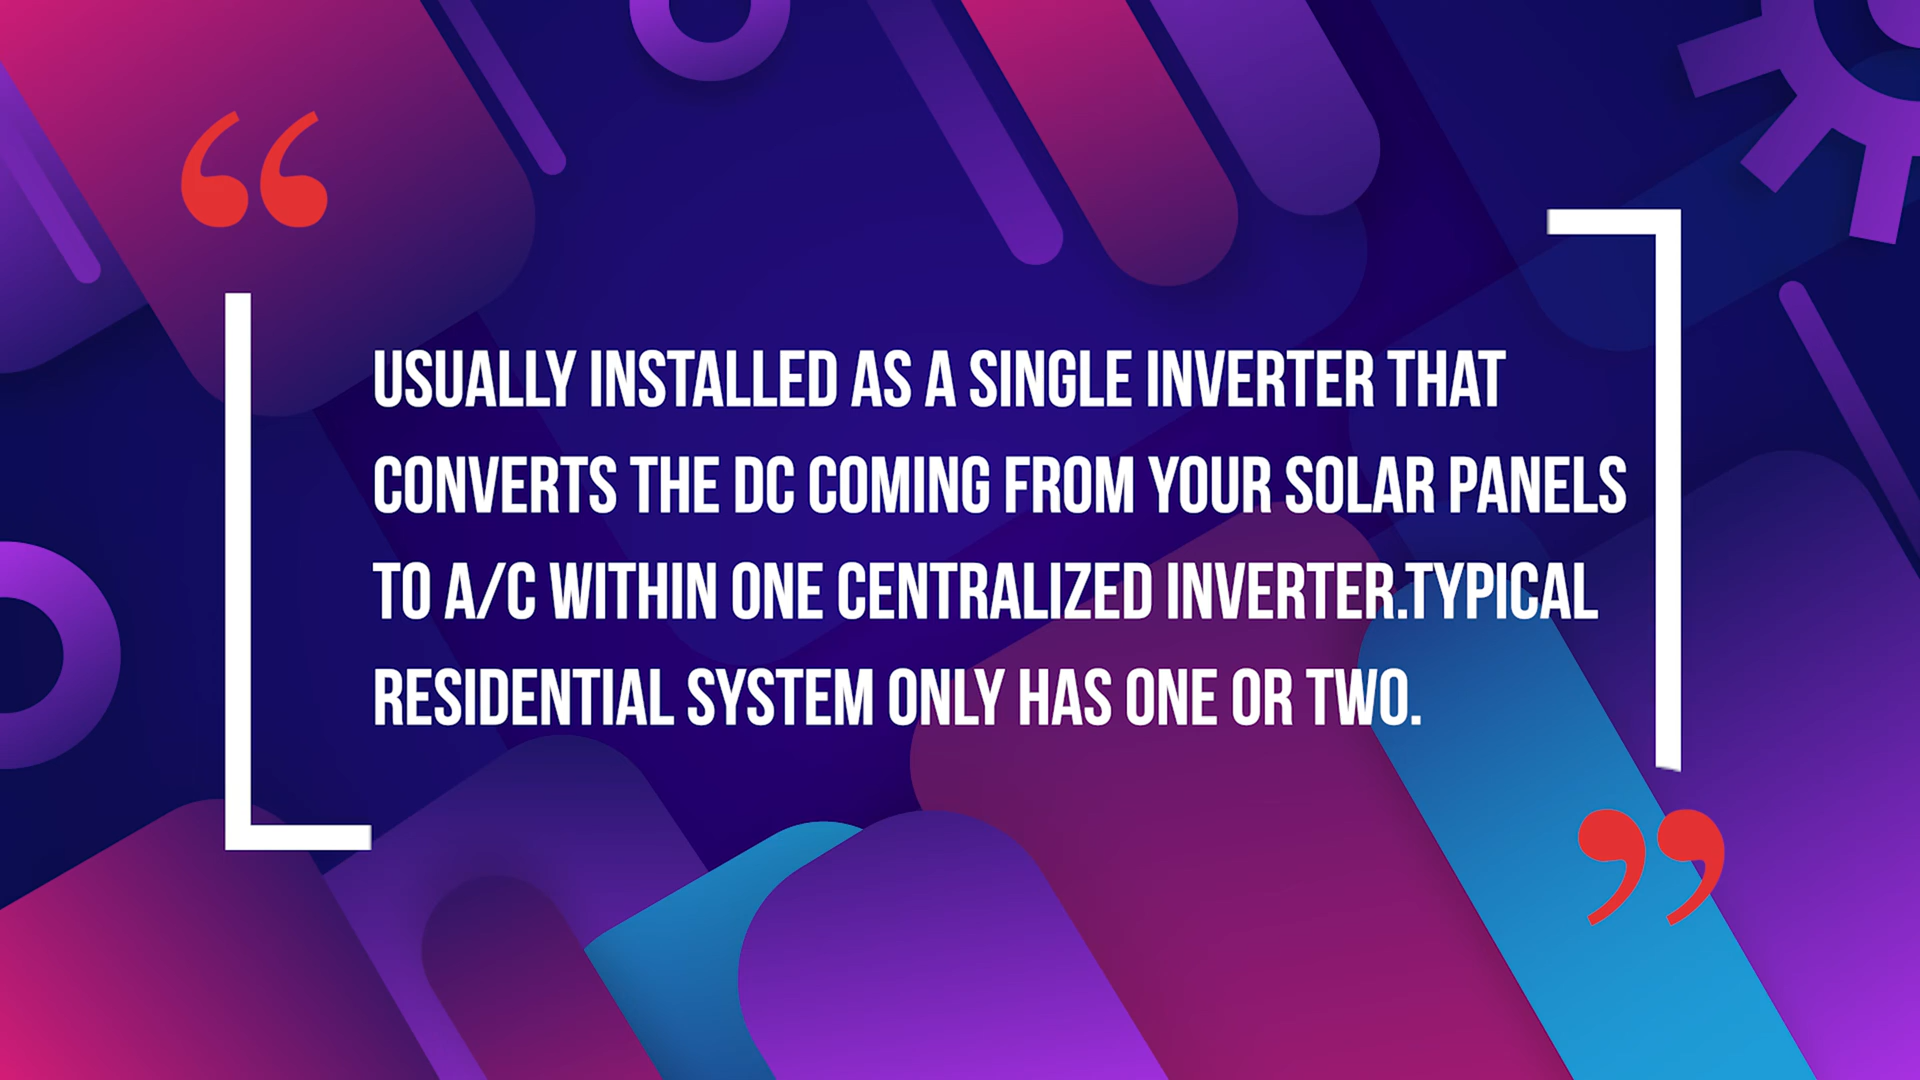 “
USUALLY INSTALLED AS A SINGLE INVERTER THAT
CONVERTS THE DC COMING FROM YOUR SOLAR PANELS
TO A/C WITHIN ONE CENTRALIZED INVERTER.TYPICAL
RESIDENTIAL SYSTEM ONLY HAS ONE OR TWO.
”